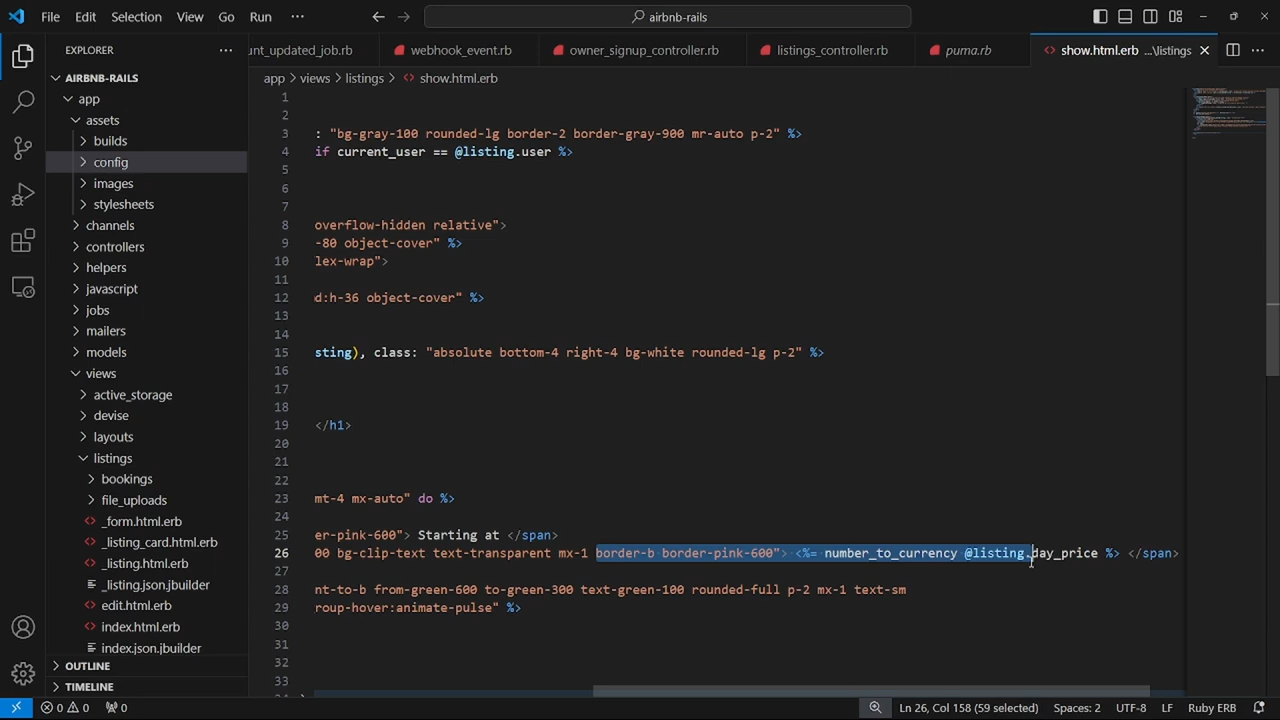 File Edit Selection View Go Run ··· airbnb-rails
EXPLORER ···
unt_updated_job.rb webhook_event.rb owner_signup_controller.rb listings_controller.rb puma.rb show.html.erb ...\listings
app > views > listings > show.html.erb
AIRBNB-RAILS
app
assets
builds
config
images
stylesheets
channels
controllers
helpers
javascript
jobs
mailers
models
views
active_storage
devise
layouts
listings
bookings
file_uploads
_form.html.erb
_listing_card.html.erb
_listing.html.erb
_listing.json.jbuilder
edit.html.erb
index.html.erb
index.json.jbuilder
OUTLINE
TIMELINE
1
2
3 : "bg-gray-100 rounded-lg border-2 border-gray-900 mr-auto p-2" %>
4 if current_user == @listing.user %>
5
6
7
8 overflow-hidden relative">
9 -80 object-cover" %>
10 lex-wrap">
11
12 d:h-36 object-cover" %>
13
14
15 sting), class: "absolute bottom-4 right-4 bg-white rounded-lg p-2" %>
16
17
18
19 </h1>
20
21
22
23 mt-4 mx-auto" do %>
24
25 er-pink-600"> Starting at </span>
26 00 bg-clip-text text-transparent mx-1 border-b border-pink-600"> <%= number_to_currency @listing.day_price %> </span>
27
28 nt-to-b from-green-600 to-green-300 text-green-100 rounded-full p-2 mx-1 text-sm
29 roup-hover:animate-pulse" %>
30
31
32
33
0 0 0 Ln 26, Col 158 (59 selected) Spaces: 2 UTF-8 LF Ruby ERB